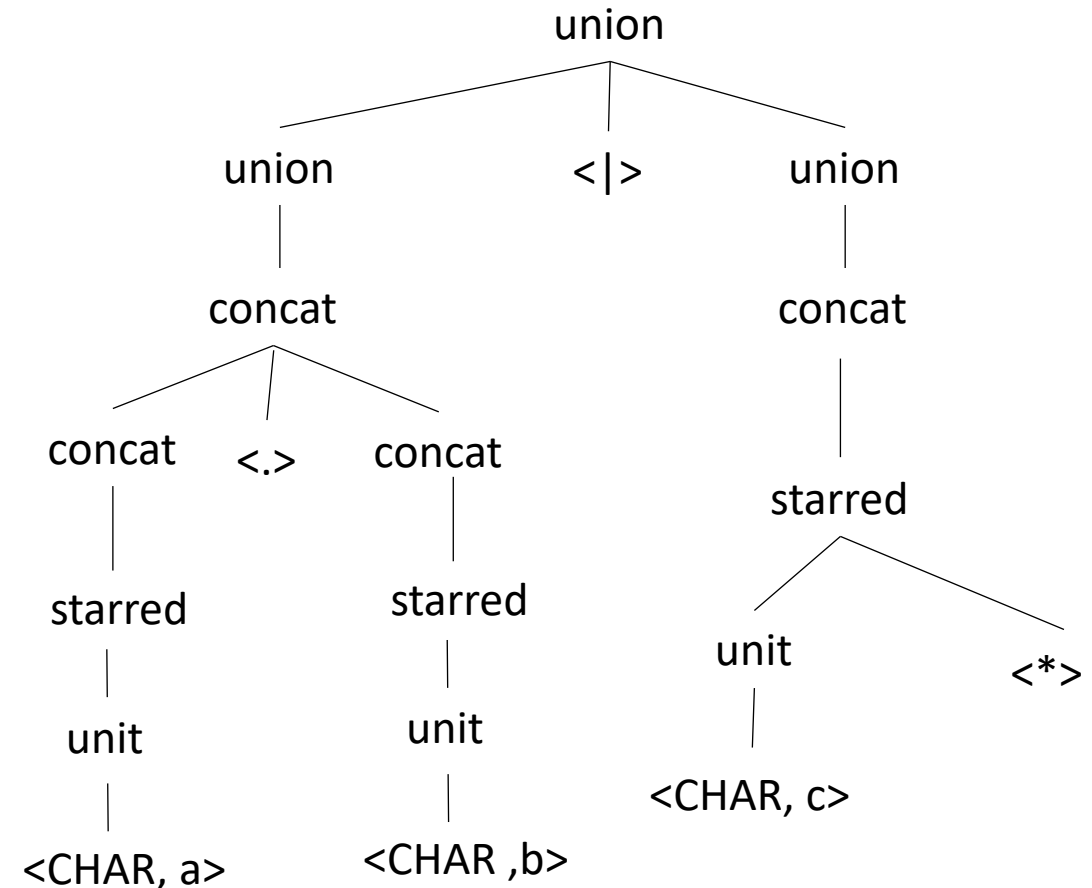 union
union <|> union
concat concat
concat <.> concat
starred
starred starred
unit <*>
unit unit
<CHAR, c>
<CHAR, a> <CHAR ,b>